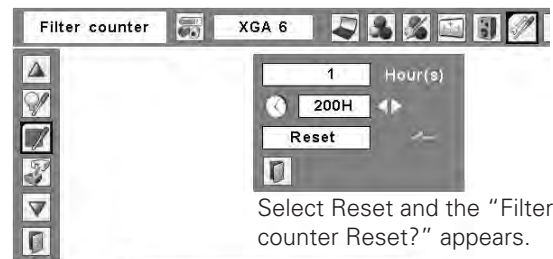 Filter counter
XGA 6
1 Hour(s)
200H
Reset
Select Reset and the “Filter
counter Reset?” appears.